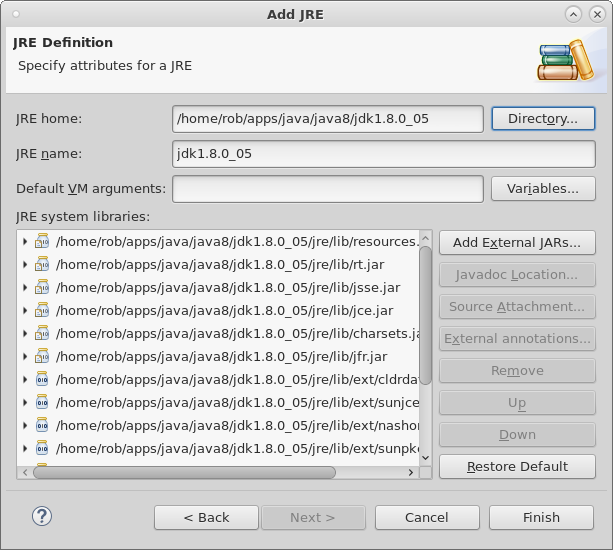 Add JRE
JRE Definition
Specify attributes for a JRE
JRE home: /home/rob/apps/java/java8/jdk1.8.0_05 Directory...
JRE name: jdk1.8.0_05
Default VM arguments: Variables...
JRE system libraries:
/home/rob/apps/java/java8/jdk1.8.0_05/jre/lib/resources. Add External JARs...
/home/rob/apps/java/java8/jdk1.8.0_05/jre/lib/rt.jar
Javadoc Location...
/home/rob/apps/java/java8/jdk1.8.0_05/jre/lib/jsse.jar
Source Attachment...
/home/rob/apps/java/java8/jdk1.8.0_05/jre/lib/jce.jar
/home/rob/apps/java/java8/jdk1.8.0_05/jre/lib/charsets.ja
External annotations...
/home/rob/apps/java/java8/jdk1.8.0_05/jre/lib/jfr.jar
Remove
/home/rob/apps/java/java8/jdk1.8.0_05/jre/lib/ext/cldrda
/home/rob/apps/java/java8/jdk1.8.0_05/jre/lib/ext/sunjce
Up
/home/rob/apps/java/java8/jdk1.8.0_05/jre/lib/ext/nashor
Down
/home/rob/apps/java/java8/jdk1.8.0_05/jre/lib/ext/sunpkc
Restore Default
? < Back Next > Cancel Finish